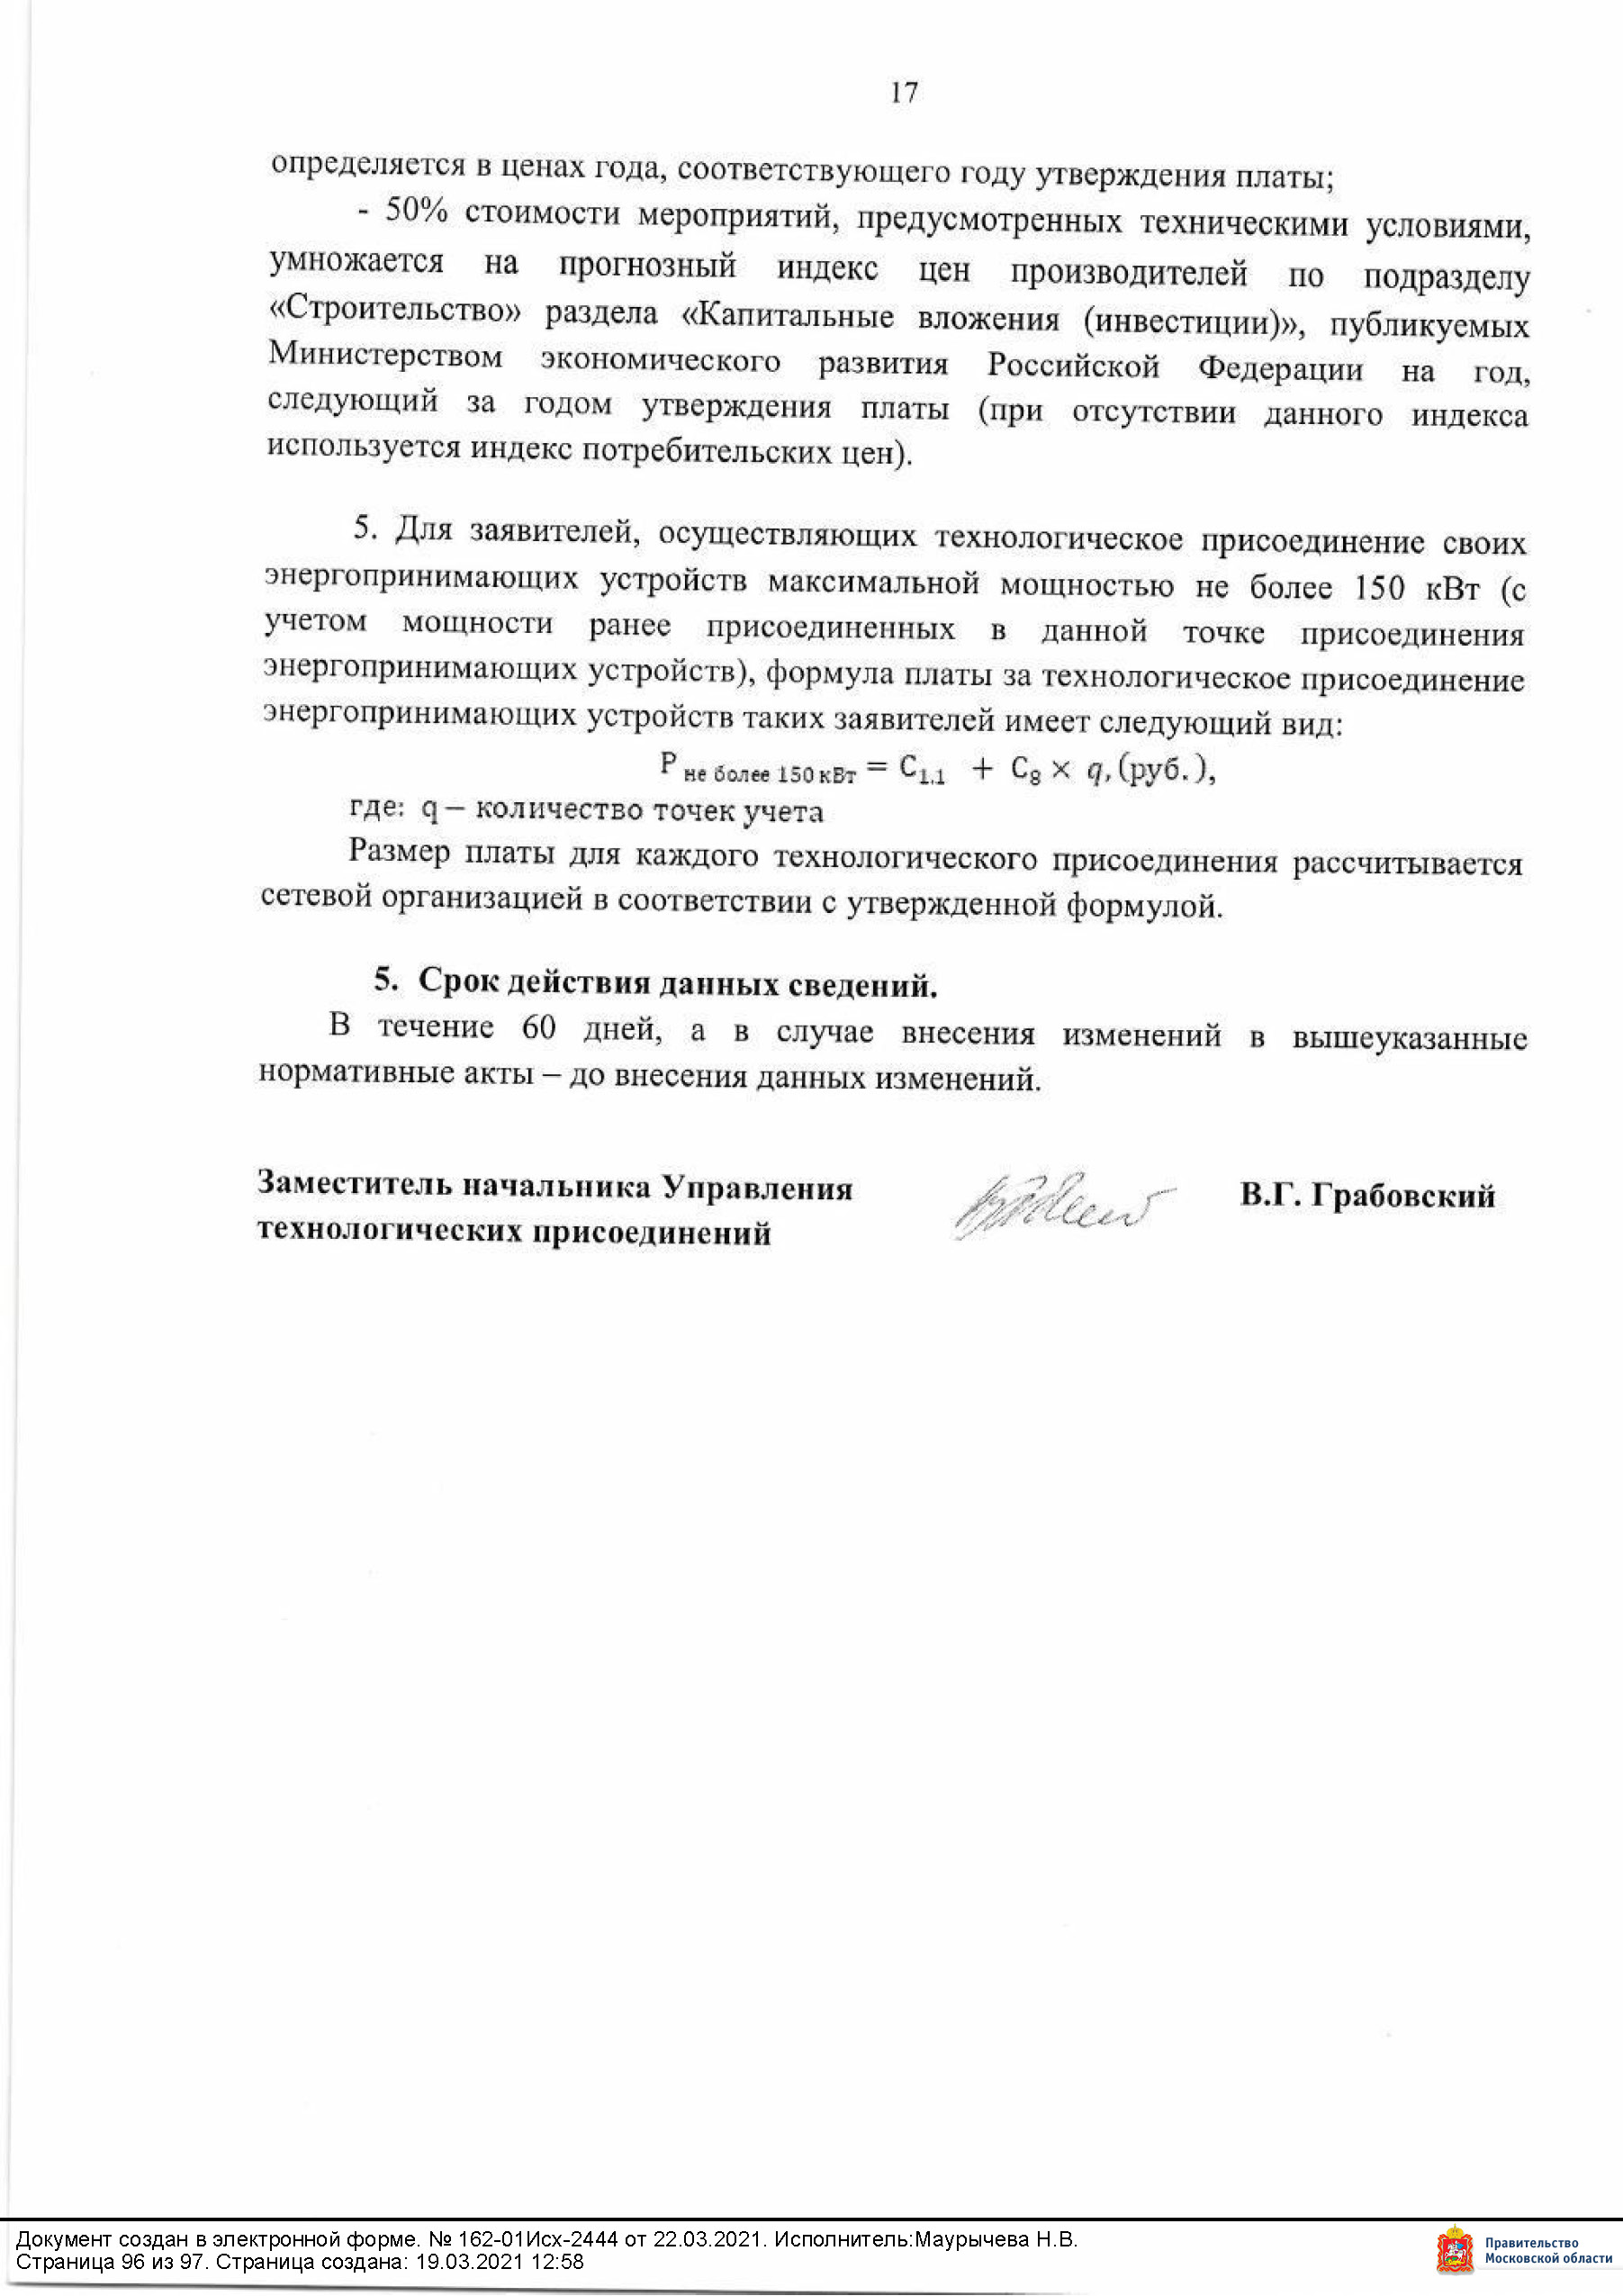 17
определяется в ценах года, соответствующего году утверждения платы;
- 50% стоимости мероприятий, предусмотренных техническими условиями,
умножается на прогнозный индекс цен производителей по подразделу
«Строительство» раздела «Капитальные вложения (инвестиции)», публикуемых
Министерством экономического развития Российской Федерации на год,
следующий за годом утверждения платы (при отсутствии данного индекса
используется индекс потребительских цен).
5. Для заявителей, осуществляющих технологическое присоединение своих
энергопринимающих устройств максимальной мощностью не более 150 кВт (с
учетом мощности ранее присоединенных в данной точке присоединения
энергопринимающих устройств), формула платы за технологическое присоединение
энергопринимающих устройств таких заявителей имеет следующий вид:
P не более 150 кВт = C1.1 + C8 × q, (руб.),
где: q – количество точек учета
Размер платы для каждого технологического присоединения рассчитывается
сетевой организацией в соответствии с утвержденной формулой.
5. Срок действия данных сведений.
В течение 60 дней, а в случае внесения изменений в вышеуказанные
нормативные акты – до внесения данных изменений.
Заместитель начальника Управления
технологических присоединений
В.Г. Грабовский
Документ создан в электронной форме. № 162-01Исх-2444 от 22.03.2021. Исполнитель:Маурычева Н.В.
Страница 96 из 97. Страница создана: 19.03.2021 12:58
Правительство
Московской области